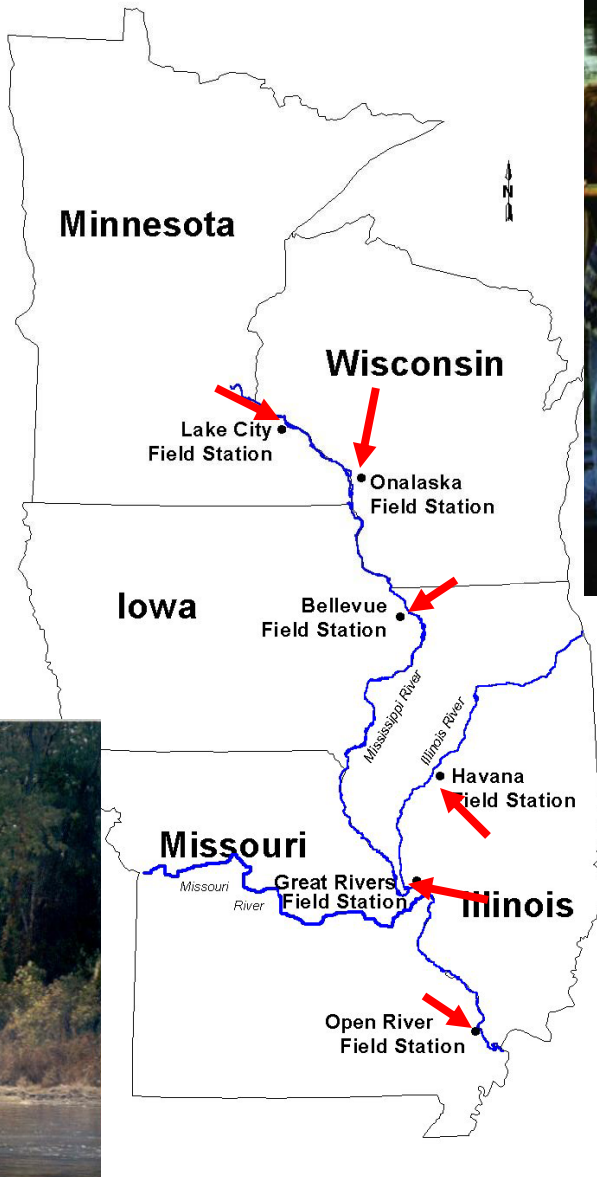 N
Minnesota
Wisconsin
Lake City
Field Station
Onalaska
Field Station
Iowa
Bellevue
Field Station
Mississippi River
Illinois River
Havana
Field Station
Missouri
Missouri
River
Great Rivers
Field Station
Illinois
Open River
Field Station